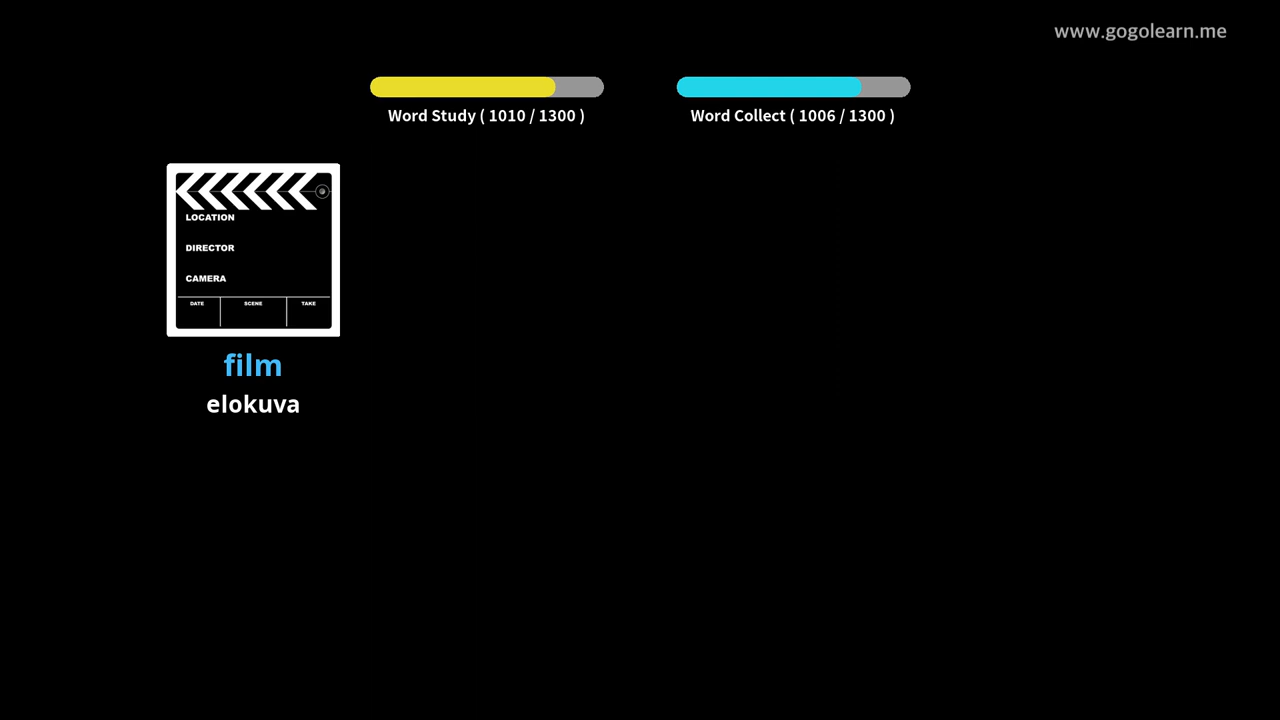 www.gogolearn.me
Word Study ( 1010 / 1300 )
Word Collect ( 1006 / 1300 )
LOCATION
DIRECTOR
CAMERA
DATE SCENE TAKE
film
elokuva